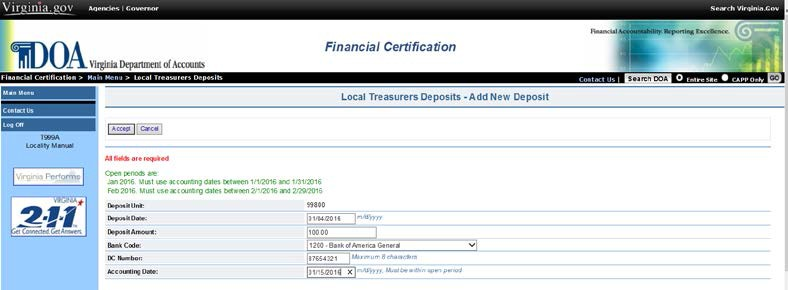 Virginia.gov Agencies | Governor Search Virginia.Gov
Financial Accountability. Reporting Excellence.
DOA Virginia Department of Accounts
Financial Certification
Financial Certification > Main Menu > Local Treasurers Deposits Contact Us | Search DOA Entire Site CAPP Only GO
Main Menu
Contact Us
Log Off
T999A
Locality Manual
Virginia Performs
VIRGINIA
2-1-1
Get Connected. Get Answers.
Local Treasurers Deposits - Add New Deposit
Accept Cancel
All fields are required
Open periods are:
Jan 2016. Must use accounting dates between 1/1/2016 and 1/31/2016
Feb 2016. Must use accounting dates between 2/1/2016 and 2/29/2016
Deposit Unit: 99800
Deposit Date: 31/04/2016 m/d/yyyy
Deposit Amount: 100.00
Bank Code: 1200 - Bank of America General
DC Number: 87654321 Maximum 8 characters
Accounting Date: 31/15/2016 X m/d/yyyy, Must be within open period